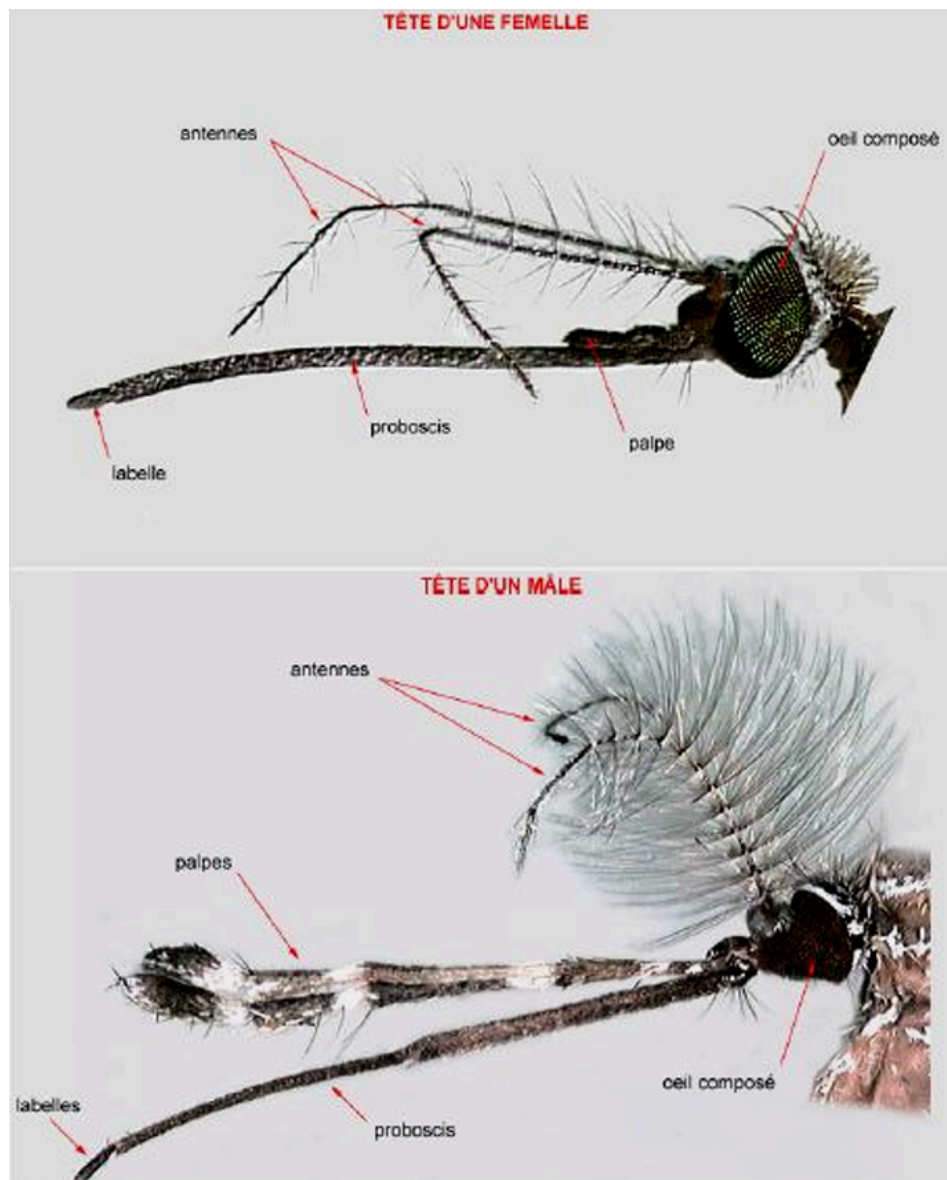 TÊTE D'UNE FEMELLE
antennes
oeil composé
proboscis
palpe
labelle
TÊTE D'UN MÂLE
antennes
palpes
oeil composé
labelles
proboscis